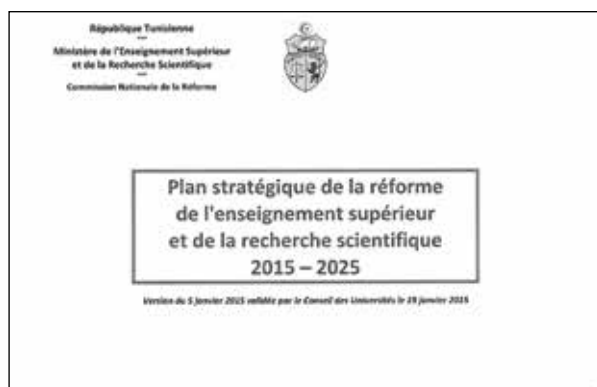 République Tunisienne
Ministère de l'Enseignement Supérieur
et de la Recherche Scientifique
Commission Nationale de la Réforme
Plan stratégique de la réforme
de l'enseignement supérieur
et de la recherche scientifique
2015 – 2025
Version du 5 janvier 2015 validée par le Conseil des Universités le 19 janvier 2015